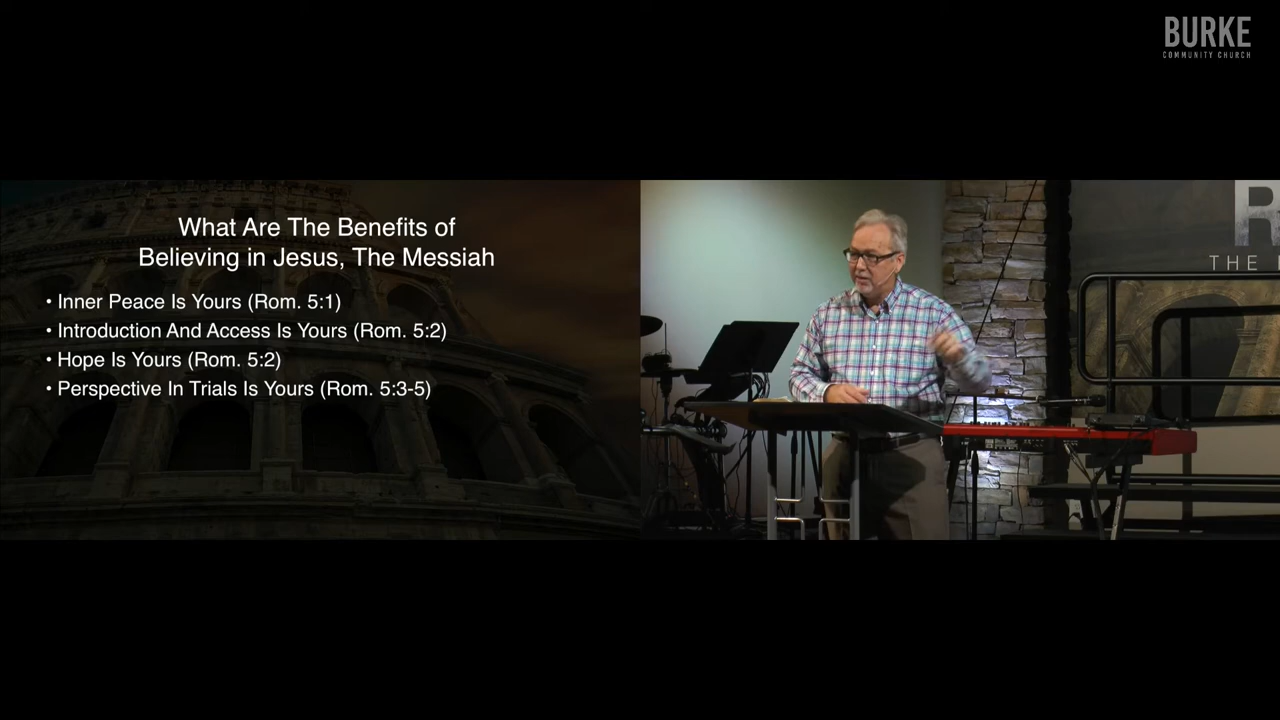 BURKE
COMMUNITY CHURCH
What Are The Benefits of
Believing in Jesus, The Messiah
• Inner Peace Is Yours (Rom. 5:1)
• Introduction And Access Is Yours (Rom. 5:2)
• Hope Is Yours (Rom. 5:2)
• Perspective In Trials Is Yours (Rom. 5:3-5)
R
THE